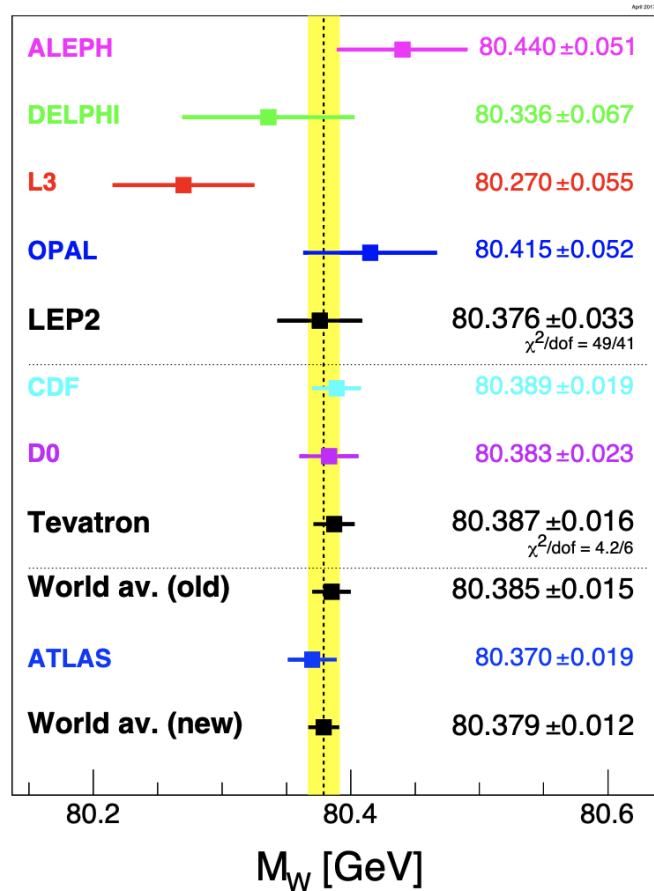 April 2017
ALEPH 80.440±0.051
DELPHI 80.336±0.067
L3 80.270±0.055
OPAL 80.415±0.052
LEP2 80.376±0.033
χ²/dof = 49/41
CDF 80.389±0.019
D0 80.383±0.023
Tevatron 80.387±0.016
χ²/dof = 4.2/6
World av. (old) 80.385±0.015
ATLAS 80.370±0.019
World av. (new) 80.379±0.012
80.2 80.4 80.6
M_W [GeV]